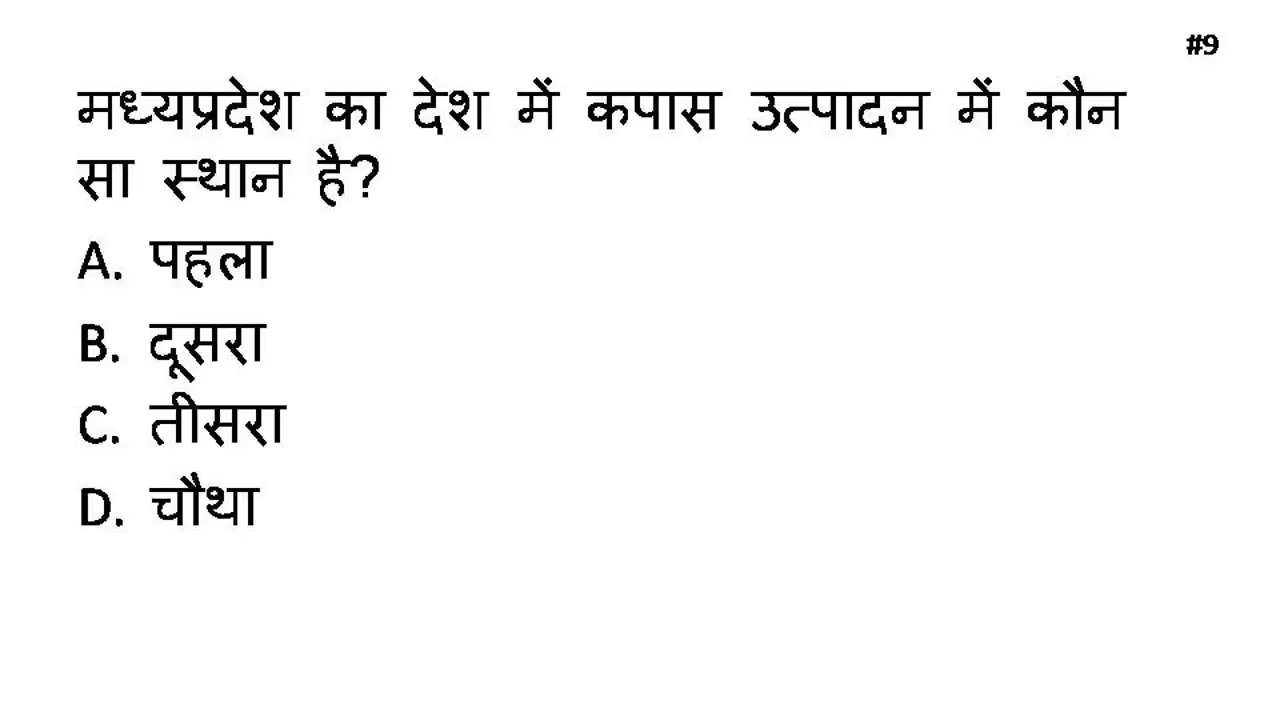 #9
मध्यप्रदेश का देश में कपास उत्पादन में कौन
सा स्थान है?
A. पहला
B. दूसरा
C. तीसरा
D. चौथा